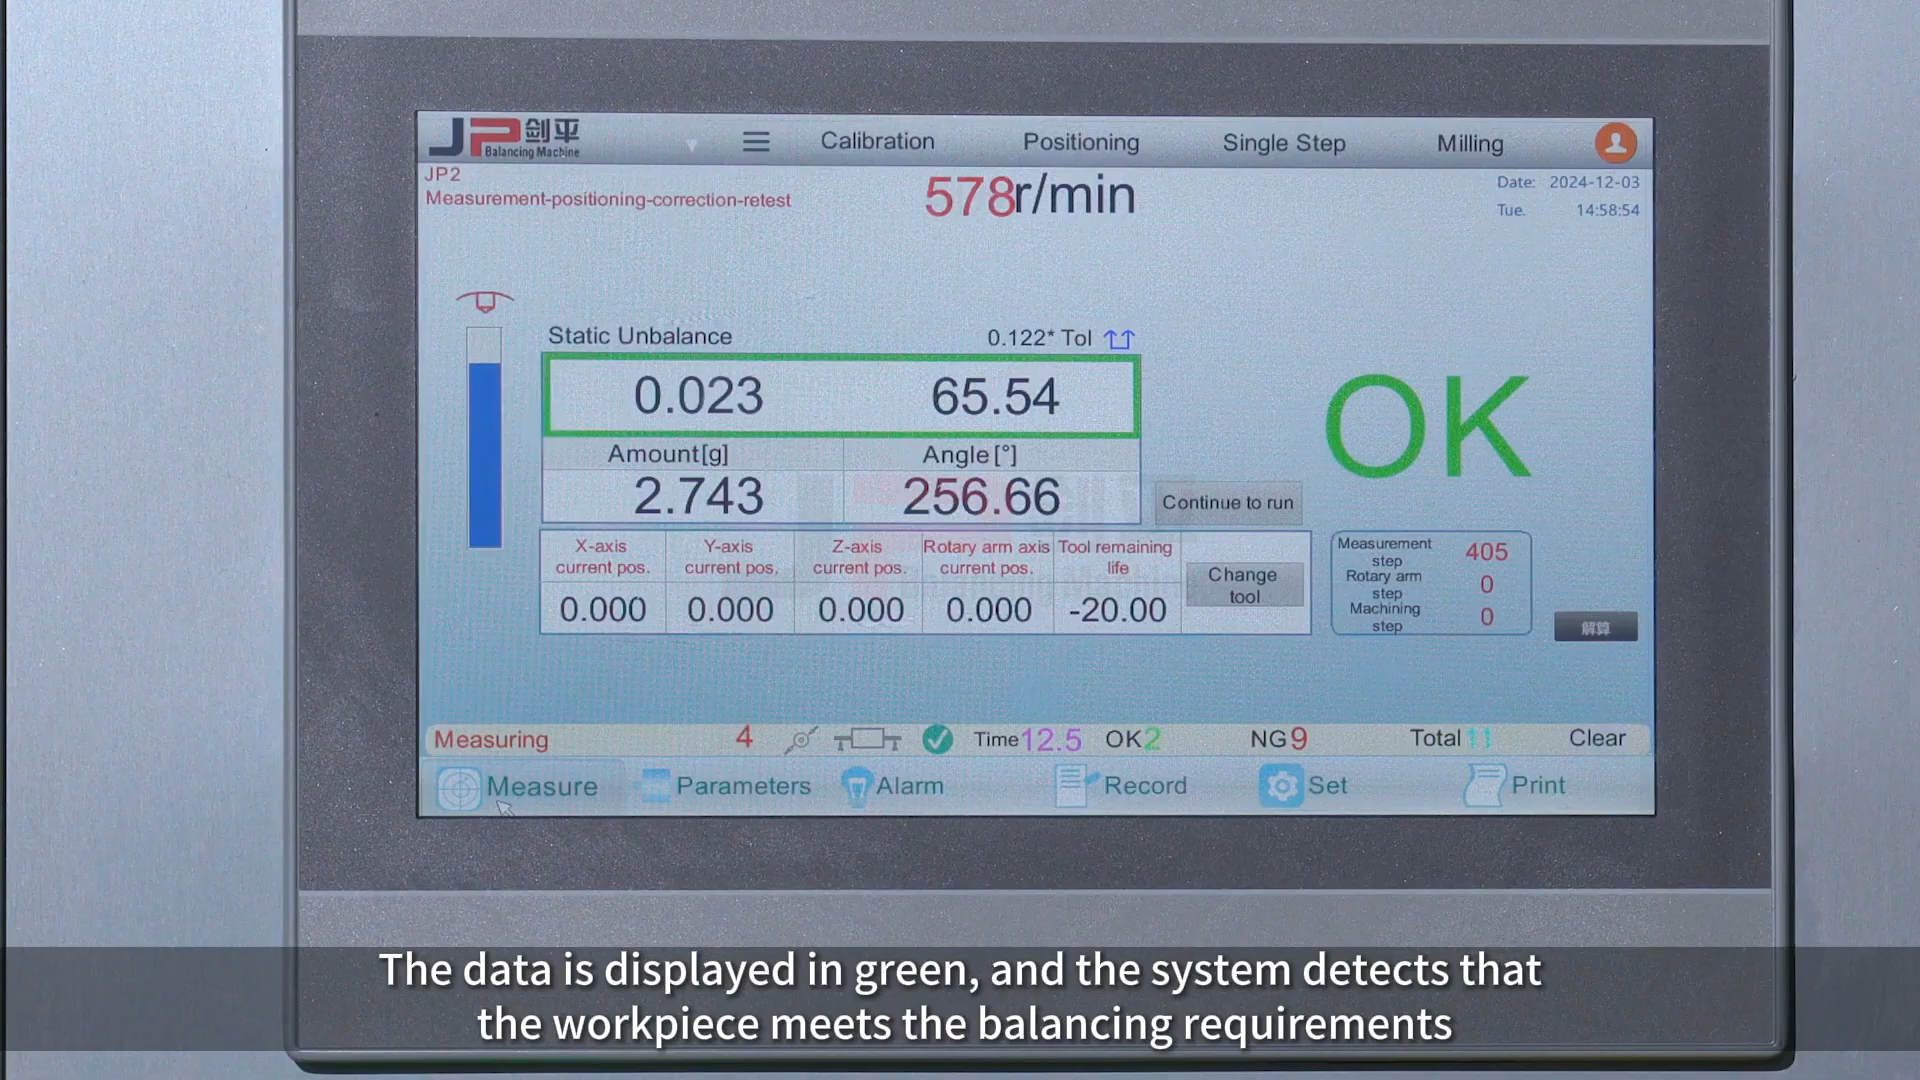 JP剑平
Balancing Machine
Calibration
Positioning
Single Step
Milling
JP2
Measurement-positioning-correction-retest
578r/min
Date: 2024-12-03
Tue. 14:58:54
Static Unbalance
0.122* Tol
0.023
65.54
OK
Amount[g]
Angle[°]
2.743
256.66
Continue to run
X-axis
current pos.
Y-axis
current pos.
Z-axis
current pos.
Rotary arm axis
current pos.
Tool remaining
life
Change
tool
0.000
0.000
0.000
0.000
-20.00
Measurement
step
405
Rotary arm
step
0
Machining
step
0
解算
Measuring
4
Time 12.5
OK 2
NG 9
Total 11
Clear
Measure
Parameters
Alarm
Record
Set
Print
The data is displayed in green, and the system detects that
the workpiece meets the balancing requirements